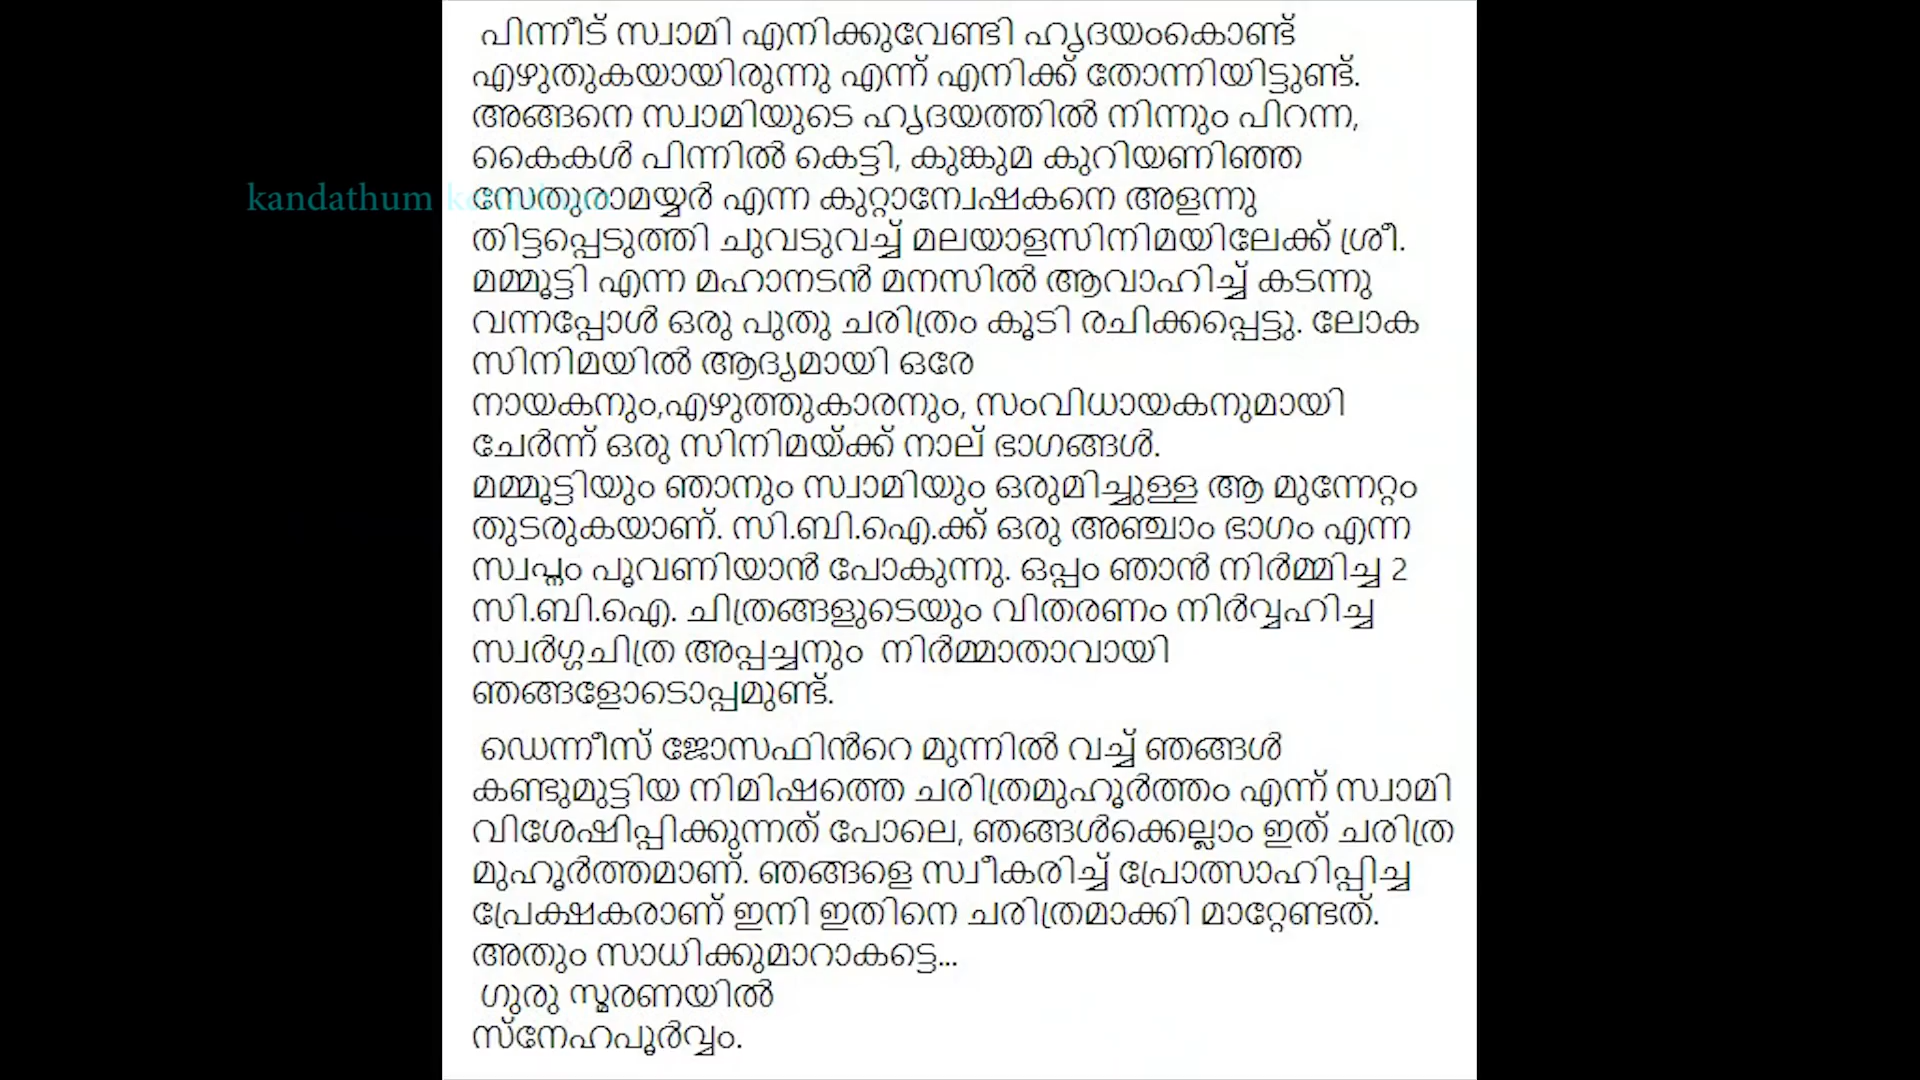 പിന്നീട് സ്വാമി എനിക്കുവേണ്ടി ഹൃദയംകൊണ്ട്
എഴുതുകയായിരുന്നു എന്ന് എനിക്ക് തോന്നിയിട്ടുണ്ട്.
അങ്ങനെ സ്വാമിയുടെ ഹൃദയത്തിൽ നിന്നും പിറന്ന,
കൈകൾ പിന്നിൽ കെട്ടി, കുങ്കുമ കുറിയണിഞ്ഞ
kandathum
സേതുരാമയ്യർ എന്ന കുറ്റാന്വേഷകനെ അളന്നു
തിട്ടപ്പെടുത്തി ചുവടുവച്ച് മലയാളസിനിമയിലേക്ക് ശ്രീ.
മമ്മൂട്ടി എന്ന മഹാനടൻ മനസിൽ ആവാഹിച്ച് കടന്നു
വന്നപ്പോൾ ഒരു പുതു ചരിത്രം കൂടി രചിക്കപ്പെട്ടു. ലോക
സിനിമയിൽ ആദ്യമായി ഒരേ
നായകനും,എഴുത്തുകാരനും, സംവിധായകനുമായി
ചേർന്ന് ഒരു സിനിമയ്ക്ക് നാല് ഭാഗങ്ങൾ.
മമ്മൂട്ടിയും ഞാനും സ്വാമിയും ഒരുമിച്ചുള്ള ആ മുന്നേറ്റം
തുടരുകയാണ്. സി.ബി.ഐ.ക്ക് ഒരു അഞ്ചാം ഭാഗം എന്ന
സ്വപ്നം പൂവണിയാൻ പോകുന്നു. ഒപ്പം ഞാൻ നിർമ്മിച്ച 2
സി.ബി.ഐ. ചിത്രങ്ങളുടെയും വിതരണം നിർവ്വഹിച്ച
സ്വർഗ്ഗചിത്ര അപ്പച്ചനും  നിർമ്മാതാവായി
ഞങ്ങളോടൊപ്പമുണ്ട്.
ഡെന്നീസ് ജോസഫിൻറെ മുന്നിൽ വച്ച് ഞങ്ങൾ
കണ്ടുമുട്ടിയ നിമിഷത്തെ ചരിത്രമുഹൂർത്തം എന്ന് സ്വാമി
വിശേഷിപ്പിക്കുന്നത് പോലെ, ഞങ്ങൾക്കെല്ലാം ഇത് ചരിത്ര
മുഹൂർത്തമാണ്. ഞങ്ങളെ സ്വീകരിച്ച് പ്രോത്സാഹിപ്പിച്ച
പ്രേക്ഷകരാണ് ഇനി ഇതിനെ ചരിത്രമാക്കി മാറ്റേണ്ടത്.
അതും സാധിക്കുമാറാകട്ടെ...
ഗുരു സ്മരണയിൽ
സ്നേഹപൂർവ്വം.